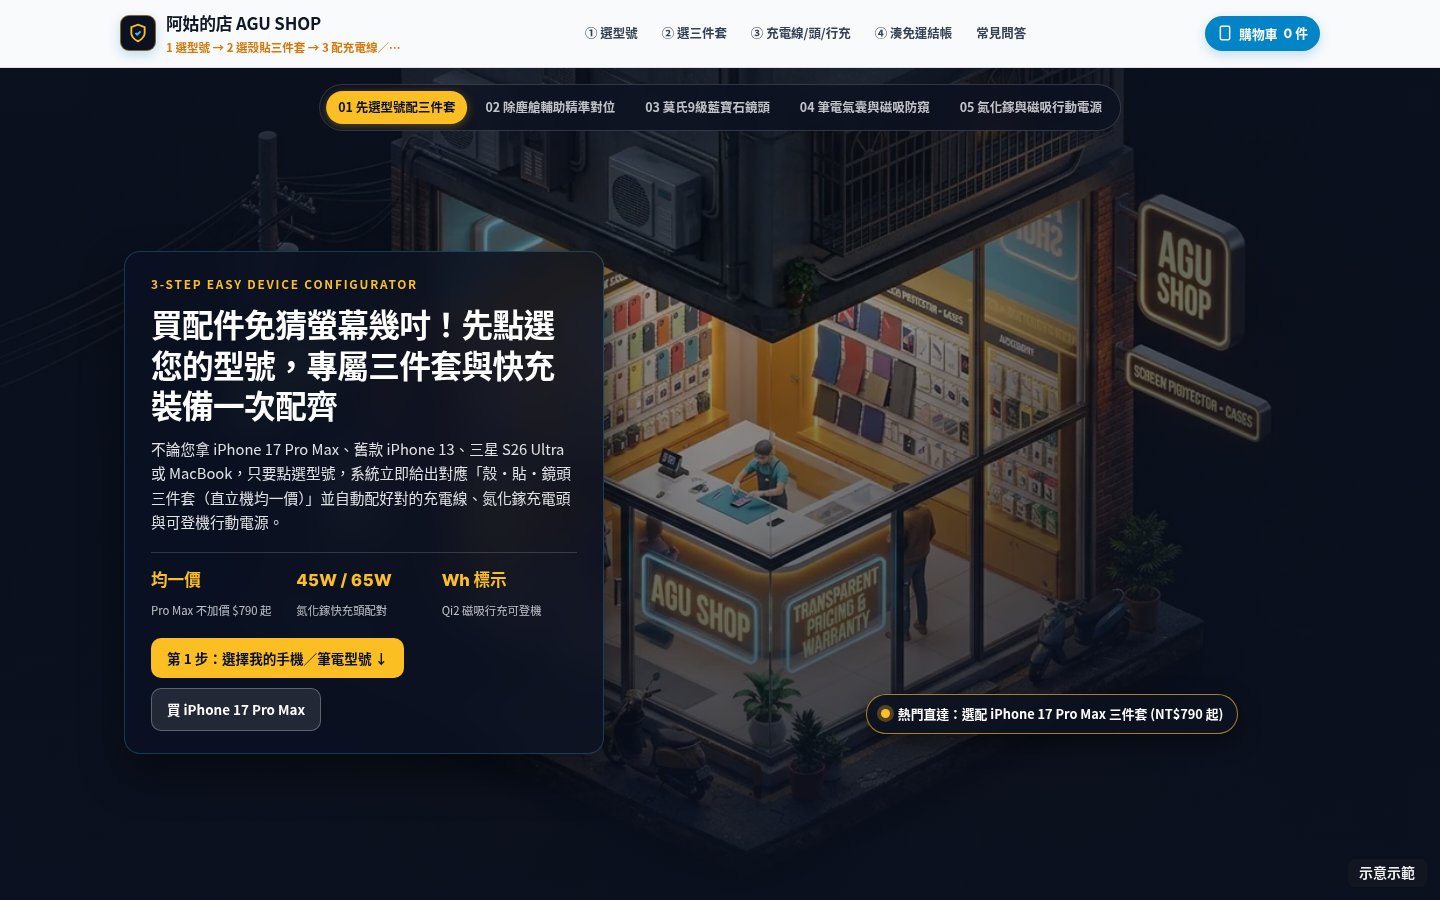 阿姑的店 AGU SHOP
1 選型號 → 2 選殼貼三件套 → 3 配充電線／…
① 選型號
② 選三件套
③ 充電線/頭/行充
④ 湊免運結帳
常見問答
購物車 0 件
01 先選型號配三件套
02 除塵艙輔助精準對位
03 莫氏9級藍寶石鏡頭
04 筆電氣囊與磁吸防窺
05 氮化鎵與磁吸行動電源
3-STEP EASY DEVICE CONFIGURATOR
買配件免猜螢幕幾吋！先點選
您的型號，專屬三件套與快充
裝備一次配齊
不論您拿 iPhone 17 Pro Max、舊款 iPhone 13、三星 S26 Ultra
或 MacBook，只要點選型號，系統立即給出對應「殼・貼・鏡頭
三件套（直立機均一價）」並自動配好對的充電線、氮化鎵充電頭
與可登機行動電源。
均一價
Pro Max 不加價 $790 起
45W / 65W
氮化鎵快充頭配對
Wh 標示
Qi2 磁吸行充可登機
第 1 步：選擇我的手機／筆電型號 ↓
買 iPhone 17 Pro Max
AGU
SHOP
SCREEN PIOTECTOR - CASES
AGU SHOP
TRANSPARENT
PRICING &
WARRANTY
熱門直達：選配 iPhone 17 Pro Max 三件套 (NT$790 起)
示意示範